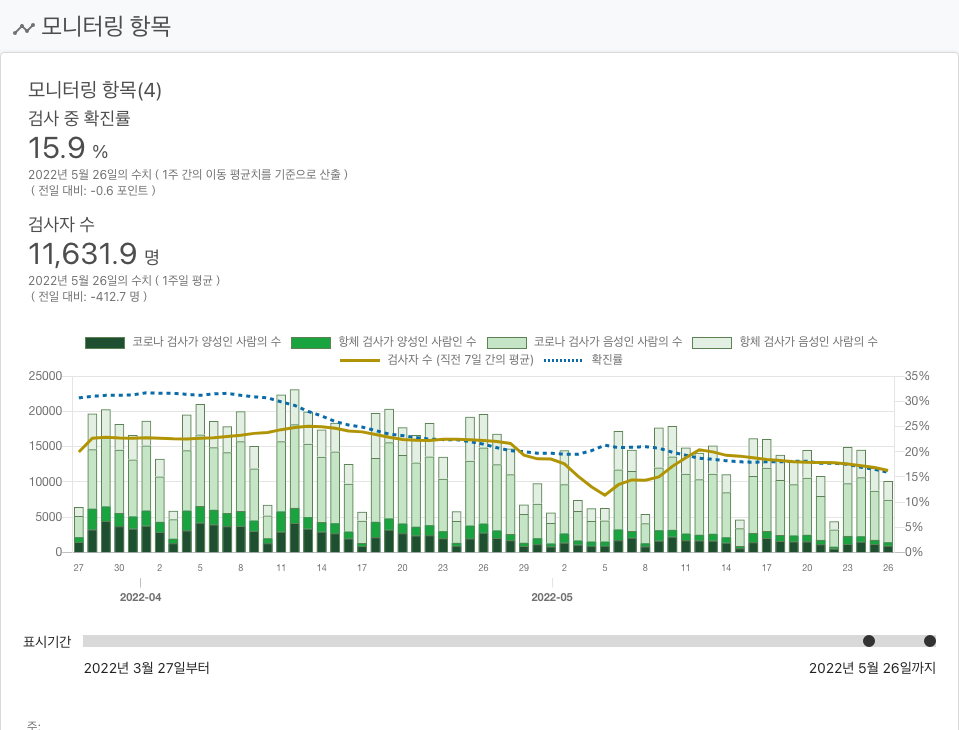 모니터링 항목
모니터링 항목(4)
검사 중 확진률
15.9 %
2022년 5월 26일의 수치 ( 1주 간의 이동 평균치를 기준으로 산출 )
( 전일 대비: -0.6 포인트 )
검사자 수
11,631.9 명
2022년 5월 26일의 수치 ( 1주일 평균 )
( 전일 대비: -412.7 명 )
코로나 검사가 양성인 사람의 수 항체 검사가 양성인 사람인 수 코로나 검사가 음성인 사람의 수 항체 검사가 음성인 사람의 수
검사자 수 (직전 7일 간의 평균) 확진률
25000 35%
20000 30%
15000 25%
10000 20%
5000 15%
0 10%
5%
0%
27 30 2 5 8 11 14 17 20 23 26 29 2 5 8 11 14 17 20 23 26
2022-04 2022-05
표시기간
2022년 3월 27일부터 2022년 5월 26일까지
주: